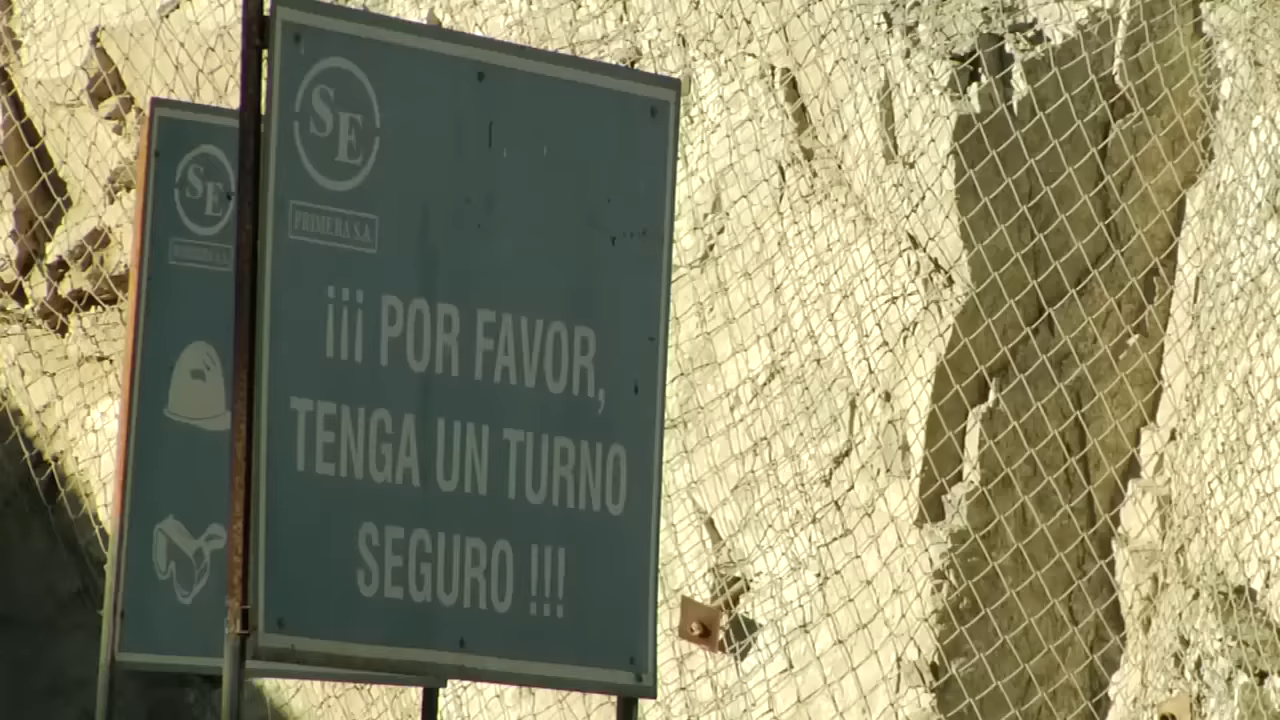 SE
PRIMERA S.A.
¡¡¡ POR FAVOR,
TENGA UN TURNO
SEGURO !!!
SE